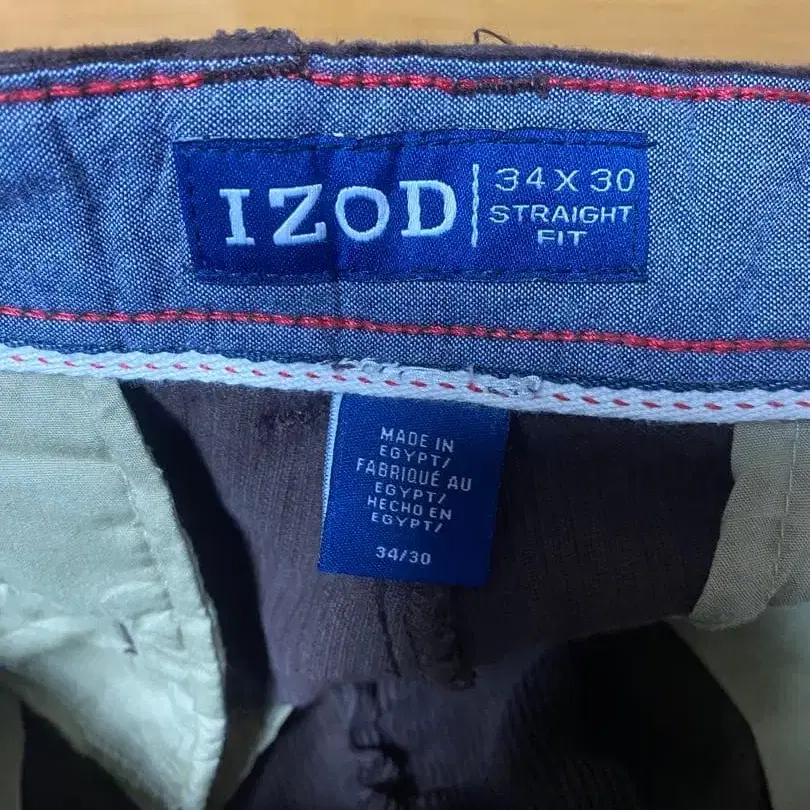 IZOD
34 X 30
STRAIGHT
FIT
MADE IN
EGYPT/
FABRIQUÉ AU
EGYPT/
HECHO EN
EGYPT/
34/30